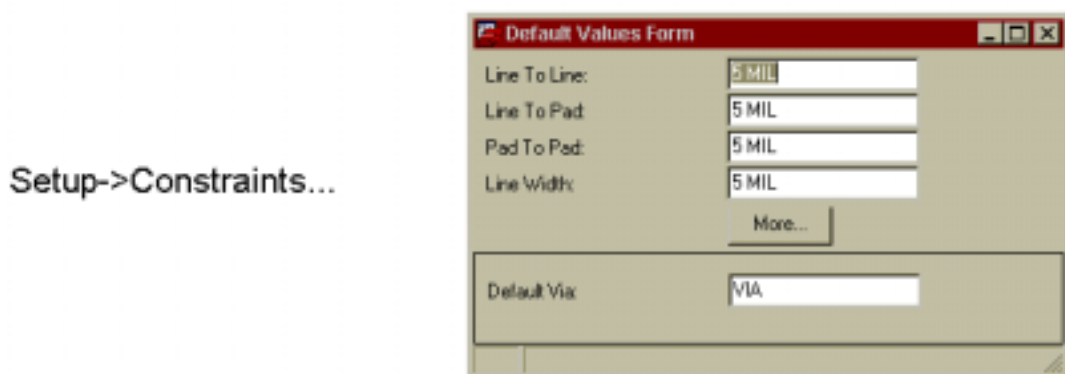 Setup->Constraints...
Default Values Form
Line To Line: 5 MIL
Line To Pad: 5 MIL
Pad To Pad: 5 MIL
Line Width: 5 MIL
More...
Default Via: VIA